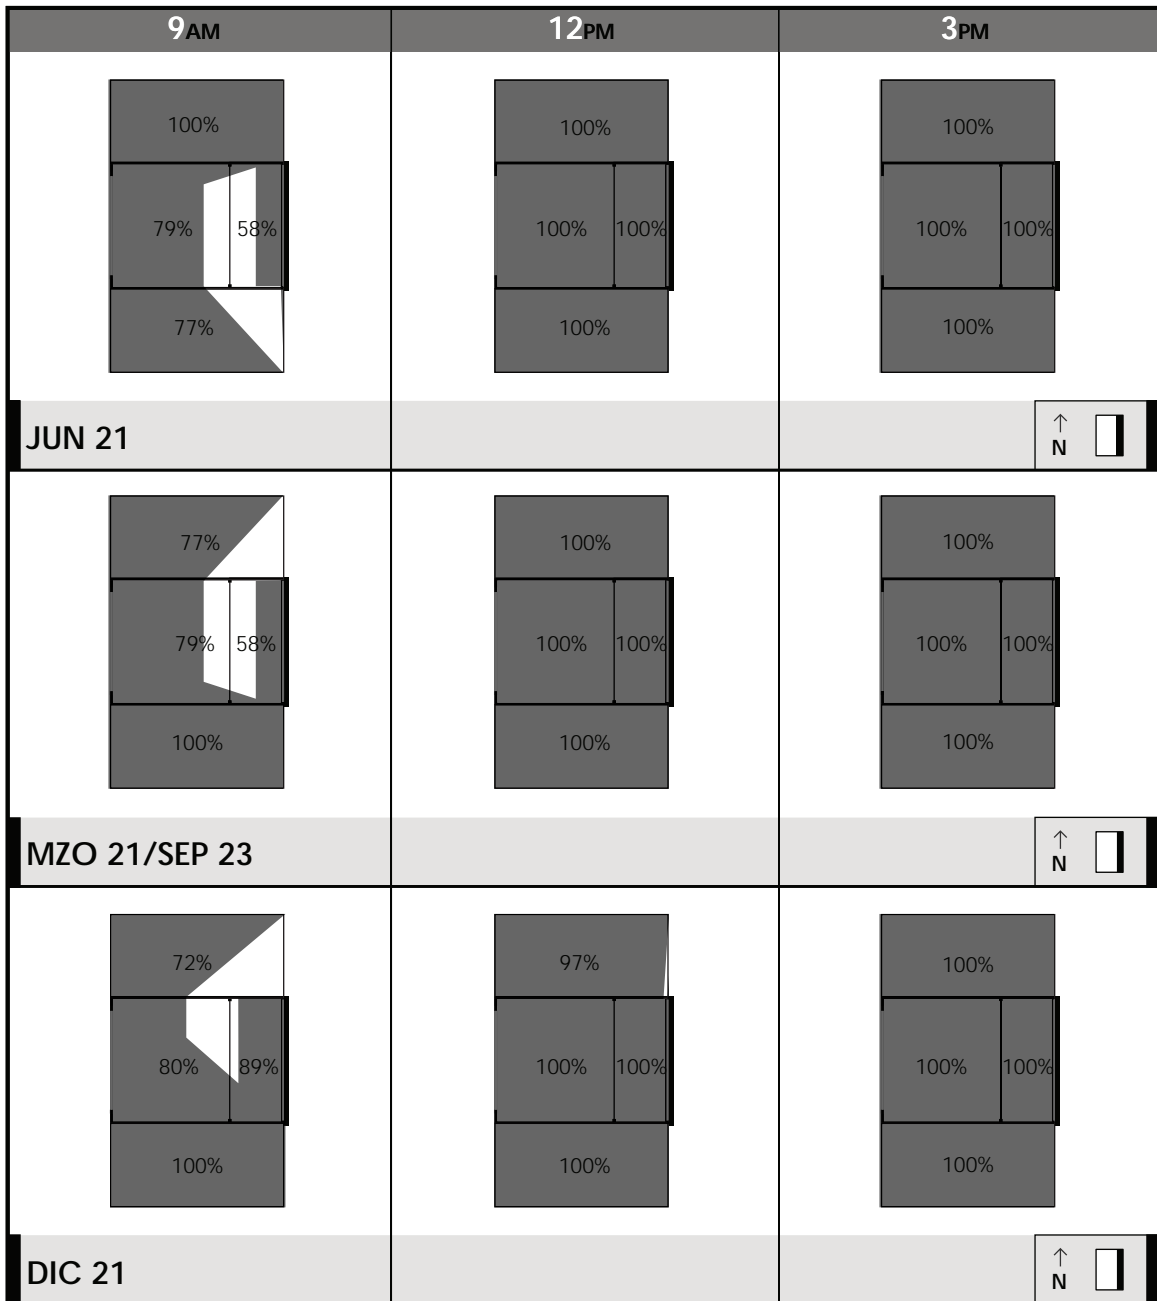 9AM 12PM 3PM
100% 100% 100%
79% 58% 100% 100% 100% 100%
77% 100% 100%
JUN 21 ↑
N
77% 100% 100%
79% 58% 100% 100% 100% 100%
100% 100% 100%
MZO 21/SEP 23 ↑
N
72% 97% 100%
80% 89% 100% 100% 100% 100%
100% 100% 100%
DIC 21 ↑
N